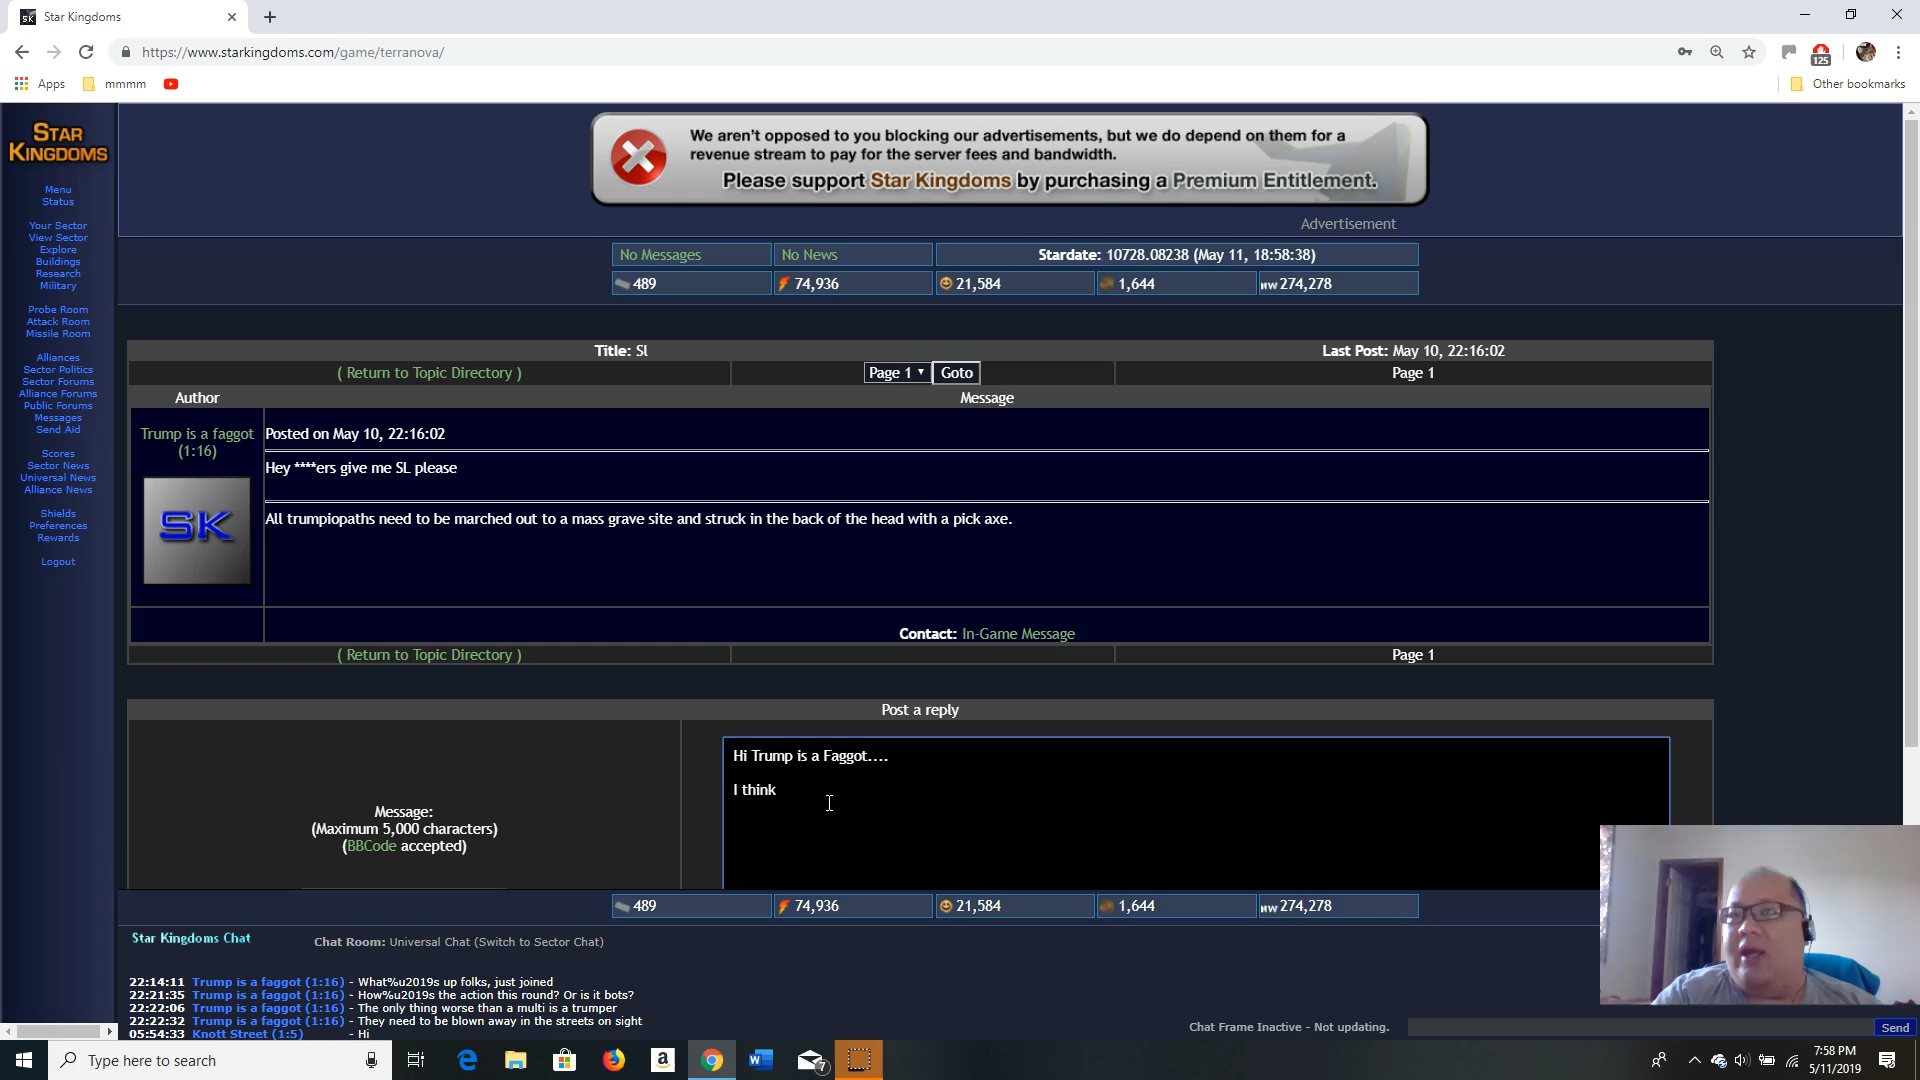 Star Kingdoms
https://www.starkingdoms.com/game/terranova/
125
Apps
mmmm
Other bookmarks
STAR
KINGDOMS
Menu
Status
Your Sector
View Sector
Explore
Buildings
Research
Military
Probe Room
Attack Room
Missile Room
Alliances
Sector Politics
Sector Forums
Alliance Forums
Public Forums
Messages
Send Aid
Scores
Sector News
Universal News
Alliance News
Shields
Preferences
Rewards
Logout
We aren't opposed to you blocking our advertisements, but we do depend on them for a
revenue stream to pay for the server fees and bandwidth.
Please support Star Kingdoms by purchasing a Premium Entitlement.
Advertisement
No Messages
No News
Stardate: 10728.08238 (May 11, 18:58:38)
489
74,936
21,584
1,644
NW 274,278
Title: Sl
Last Post: May 10, 22:16:02
( Return to Topic Directory )
Page 1
Goto
Page 1
Author
Message
Trump is a faggot
(1:16)
SK
Posted on May 10, 22:16:02
Hey ****ers give me SL please
All trumpiopaths need to be marched out to a mass grave site and struck in the back of the head with a pick axe.
Contact: In-Game Message
( Return to Topic Directory )
Page 1
Post a reply
Message:
(Maximum 5,000 characters)
(BBCode accepted)
Hi Trump is a Faggot....
I think
489
74,936
21,584
1,644
NW 274,278
Star Kingdoms Chat
Chat Room: Universal Chat (Switch to Sector Chat)
22:14:11 Trump is a faggot (1:16) - What%u2019s up folks, just joined
22:21:35 Trump is a faggot (1:16) - How%u2019s the action this round? Or is it bots?
22:22:06 Trump is a faggot (1:16) - The only thing worse than a multi is a trumper
22:22:32 Trump is a faggot (1:16) - They need to be blown away in the streets on sight
05:54:33 Knott Street (1:5) - Hi
Chat Frame Inactive - Not updating.
Send
Type here to search
7
7:58 PM
5/11/2019